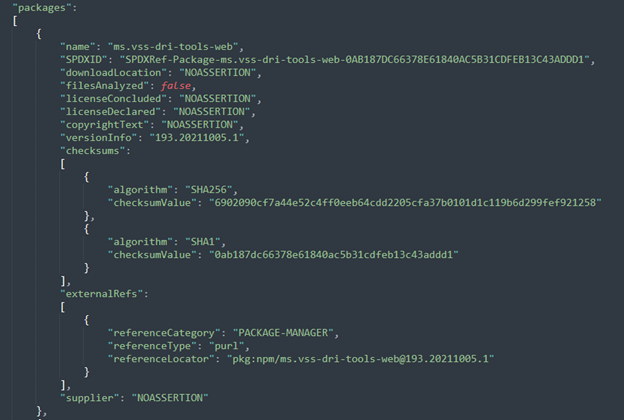 "packages":
[
{
"name": "ms.vss-dri-tools-web",
"SPDXID": "SPDXRef-Package-ms.vss-dri-tools-web-0AB187DC66378E61840AC5B31CDFEB13C43ADDD1",
"downloadLocation": "NOASSERTION",
"filesAnalyzed": false,
"licenseConcluded": "NOASSERTION",
"licenseDeclared": "NOASSERTION",
"copyrightText": "NOASSERTION",
"versionInfo": "193.20211005.1",
"checksums":
[
{
"algorithm": "SHA256",
"checksumValue": "6902090cf7a44e52c4ff0eeb64cdd2205cfa37b0101d1c119b6d299fef921258"
},
{
"algorithm": "SHA1",
"checksumValue": "0ab187dc66378e61840ac5b31cdfeb13c43addd1"
}
],
"externalRefs":
[
{
"referenceCategory": "PACKAGE-MANAGER",
"referenceType": "purl",
"referenceLocator": "pkg:npm/ms.vss-dri-tools-web@193.20211005.1"
}
],
"supplier": "NOASSERTION"
},